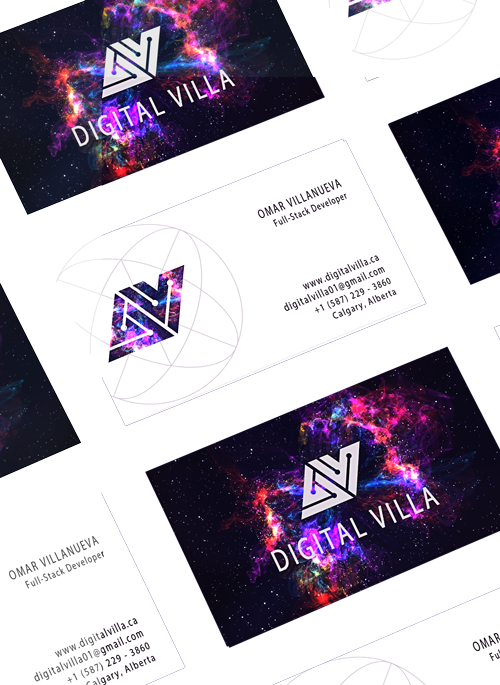 DIGITAL VILLA
OMAR VILLANUEVA
Full-Stack Developer
www.digitalvilla.ca
digitalvilla01@gmail.com
+1 (587) 229 - 3860
Calgary, Alberta
DIGITAL VILLA
OMAR VILLANUEVA
Full-Stack Developer
www.digitalvilla.ca
digitalvilla01@gmail.com
+1 (587) 229 - 3860
Calgary, Alberta
OMAR VILLA